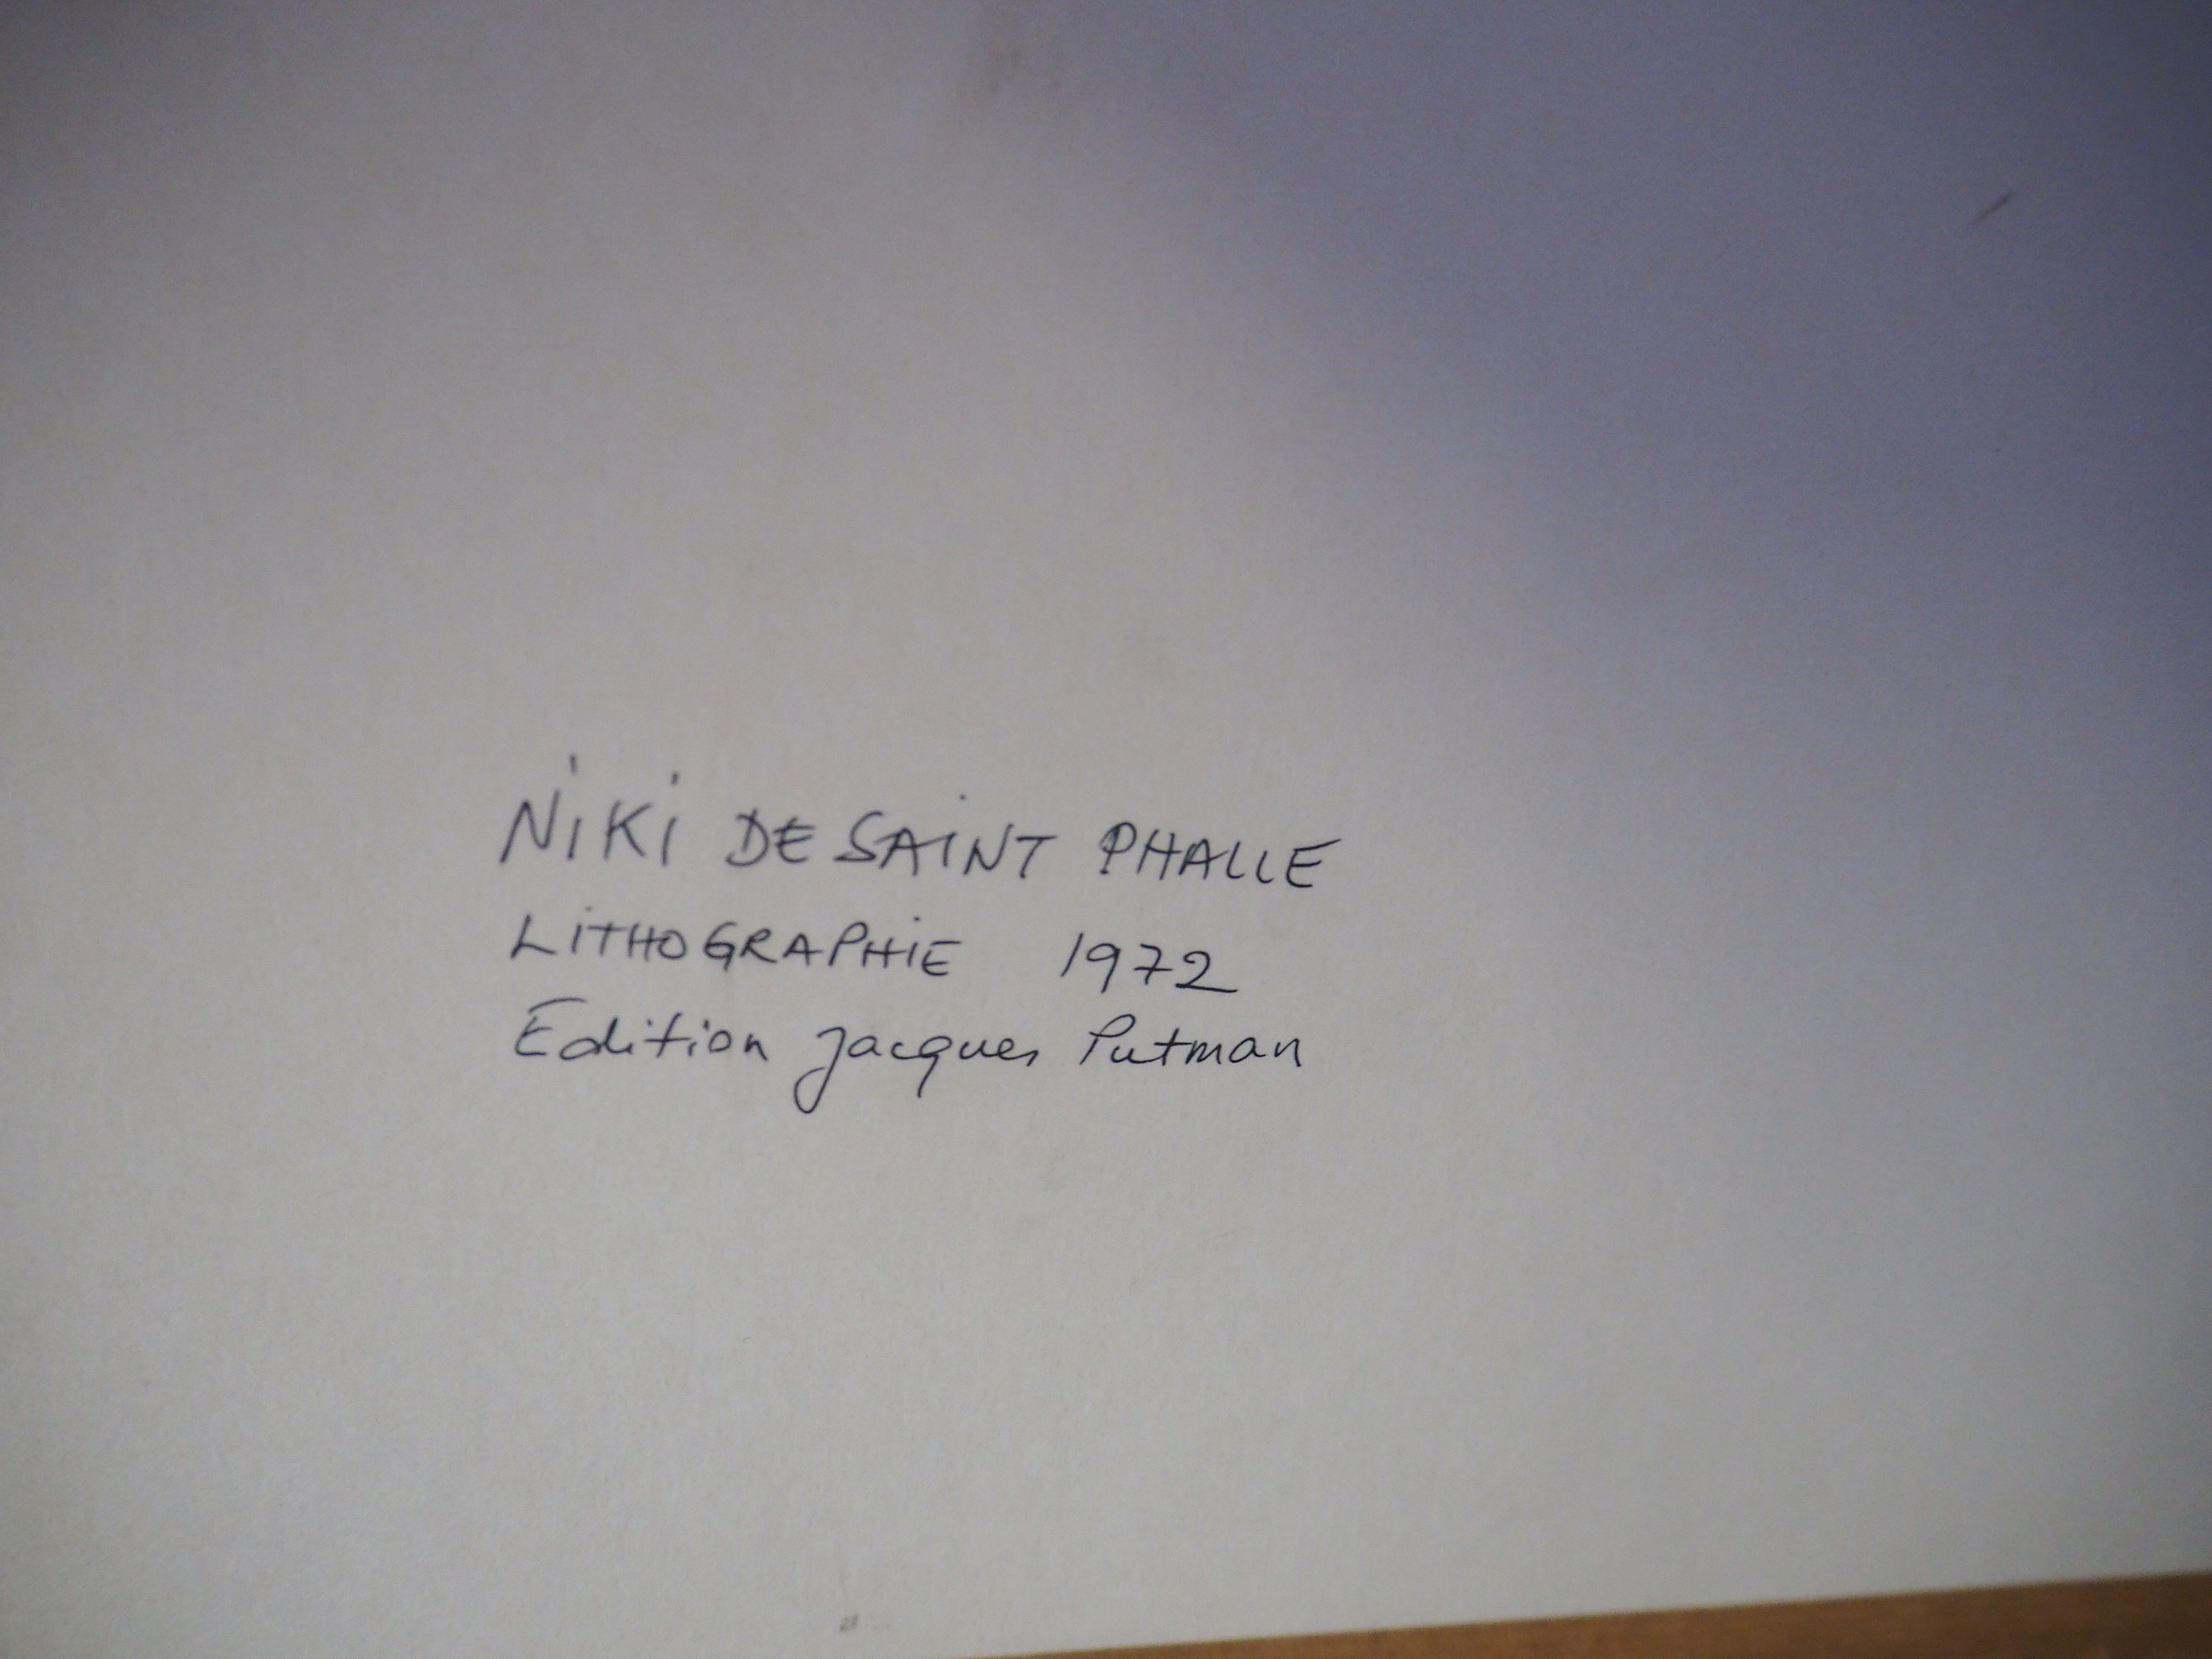 NIKI DE SAINT PHALLE
LITHOGRAPHIE 1972
Edition Jacques Putman